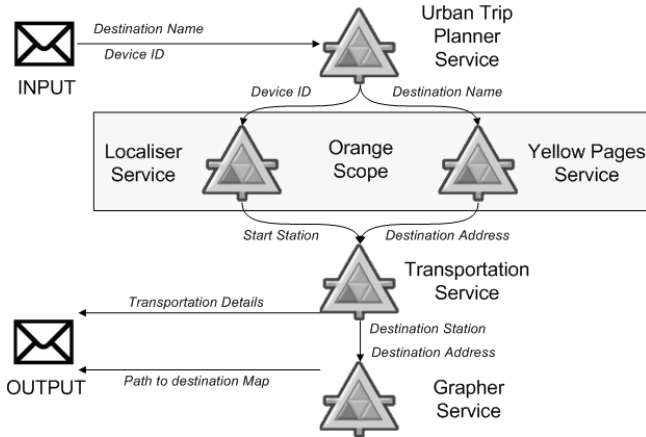 Destination Name
Device ID
INPUT
Urban Trip
Planner
Service
Device ID
Destination Name
Localiser
Service
Orange
Scope
Yellow Pages
Service
Start Station
Destination Address
Transportation
Service
Transportation Details
Destination Station
Destination Address
OUTPUT
Path to destination Map
Grapher
Service